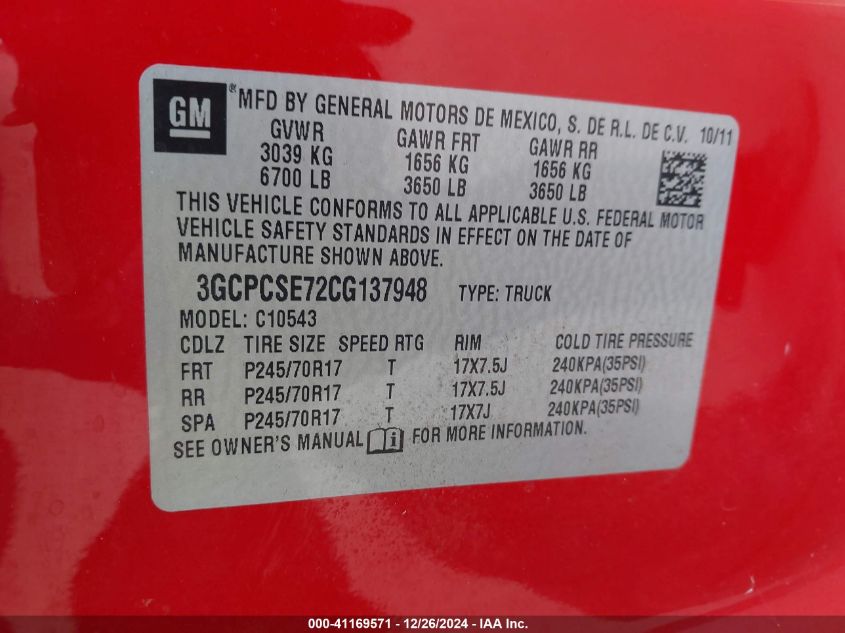 GM
® MFD BY GENERAL MOTORS DE MEXICO, S. DE R.L. DE C.V. 10/11
GVWR GAWR FRT GAWR RR
3039 KG 1656 KG 1656 KG
6700 LB 3650 LB 3650 LB
THIS VEHICLE CONFORMS TO ALL APPLICABLE U.S. FEDERAL MOTOR
VEHICLE SAFETY STANDARDS IN EFFECT ON THE DATE OF
MANUFACTURE SHOWN ABOVE.
3GCPCSE72CG137948 TYPE: TRUCK
MODEL: C10543
CDLZ TIRE SIZE SPEED RTG RIM COLD TIRE PRESSURE
FRT P245/70R17 T 17X7.5J 240KPA(35PSI)
RR P245/70R17 T 17X7.5J 240KPA(35PSI)
SPA P245/70R17 T 17X7J 240KPA(35PSI)
SEE OWNER'S MANUAL i FOR MORE INFORMATION.
000-41169571 - 12/26/2024 - IAA Inc.